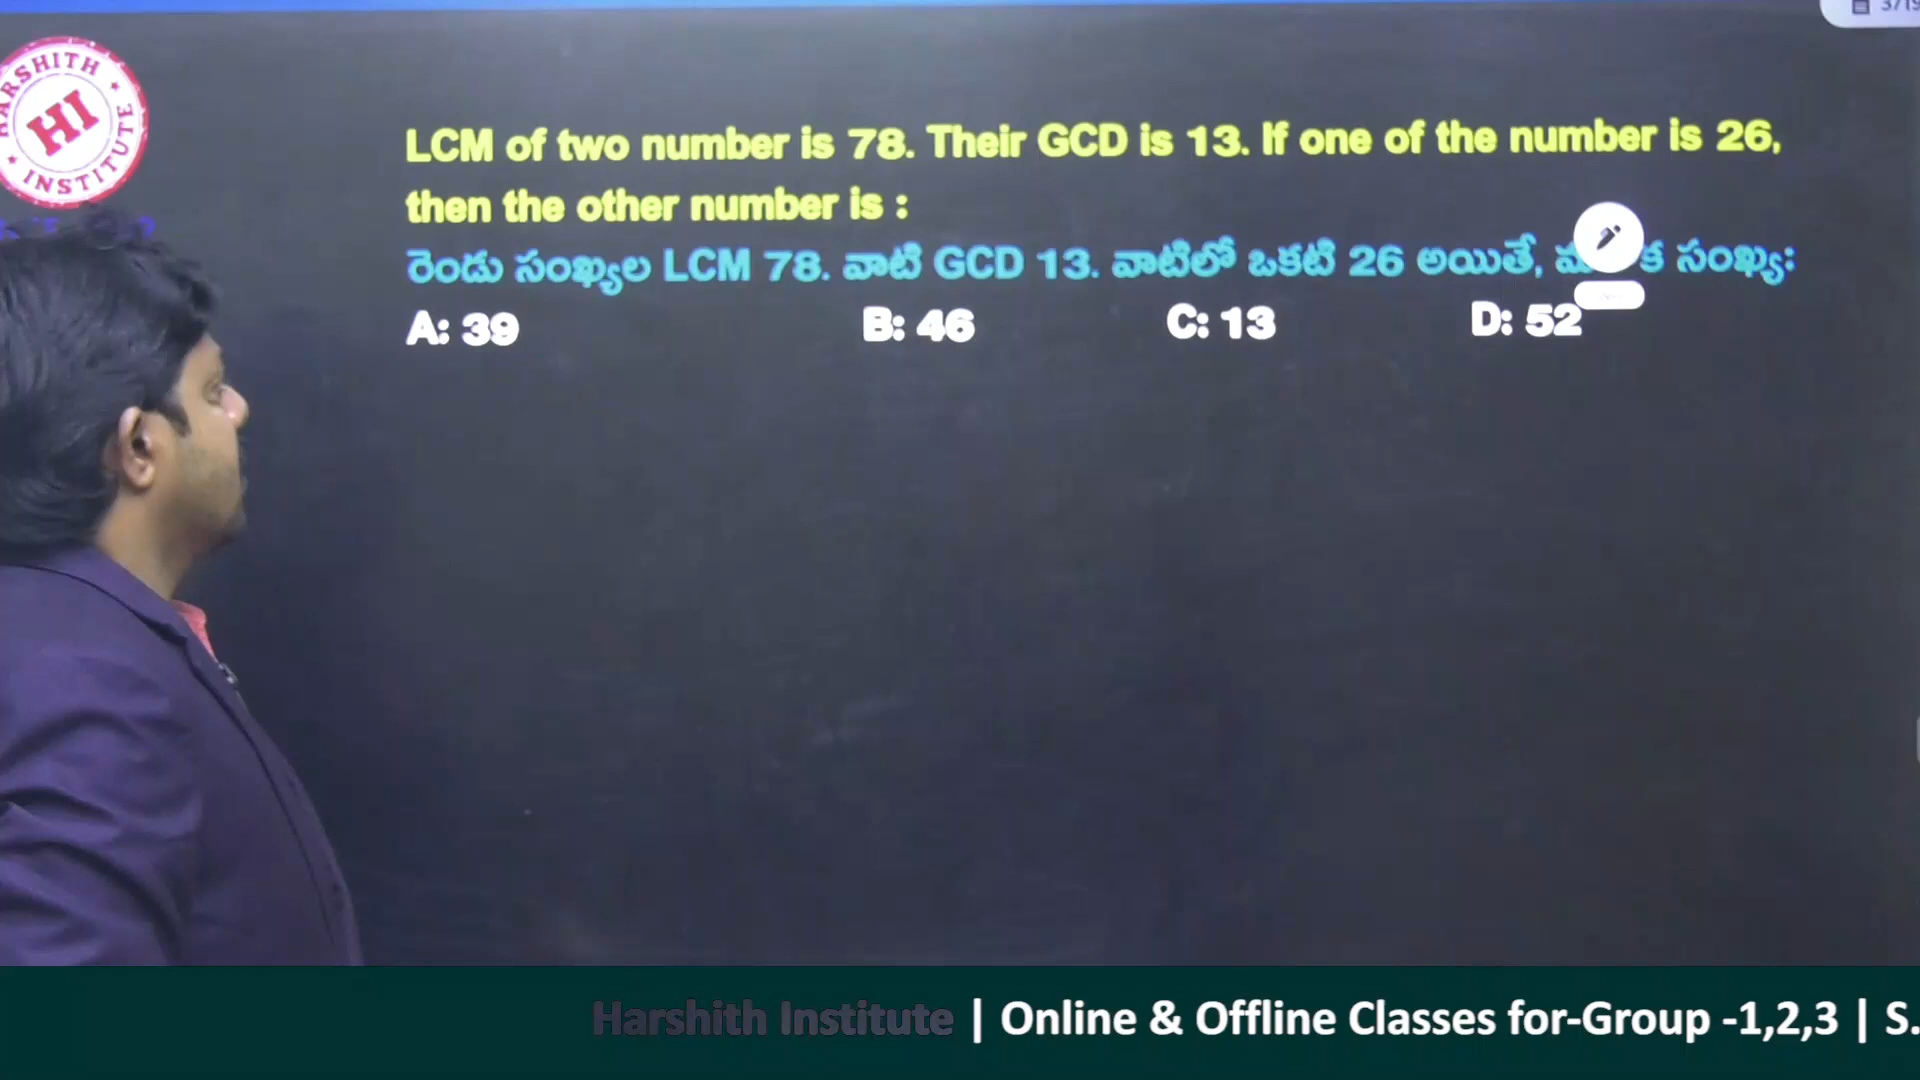 3/19
HARSHITH
HI
INSTITUTE
LCM of two number is 78. Their GCD is 13. If one of the number is 26,
then the other number is :
రెండు సంఖ్యల LCM 78. వాటి GCD 13. వాటిలో ఒకటి 26 అయితే, సంఖ్య:
A: 39 B: 46 C: 13 D: 52
Harshith Institute | Online & Offline Classes for-Group -1,2,3 | S.